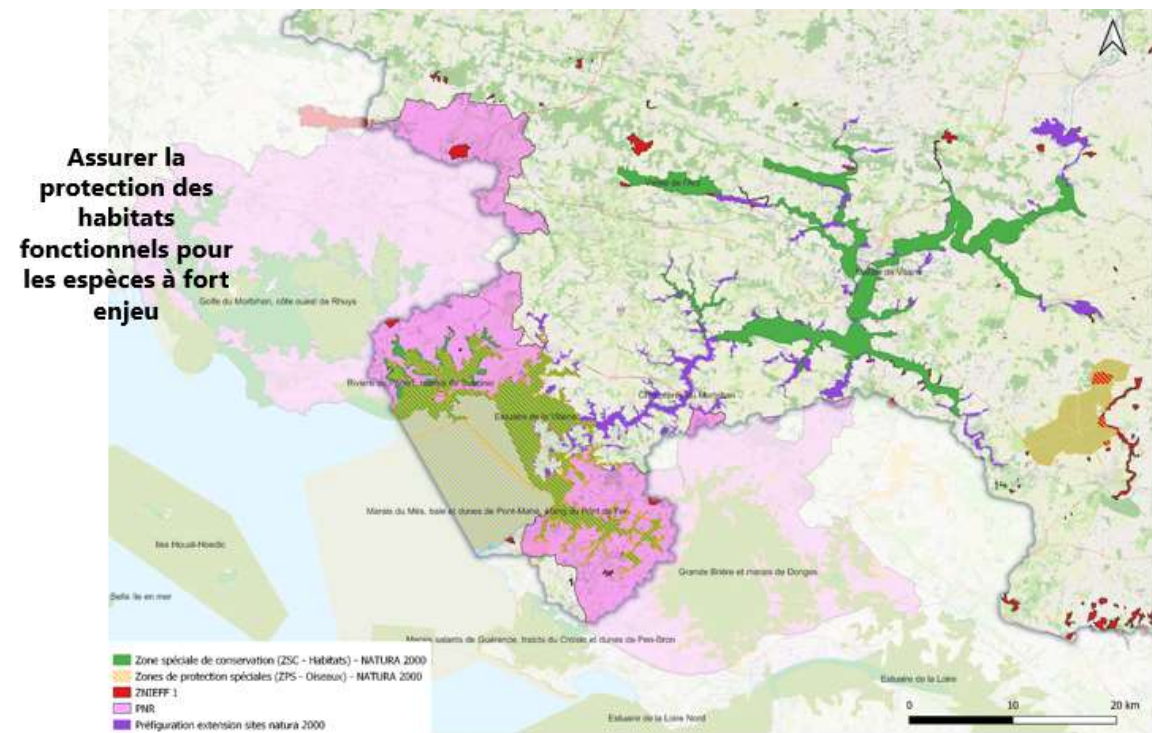 Assurer la
protection des
habitats
fonctionnels pour
les espèces à fort
enjeu
Golfe du Morbihan, côte ouest de Rhuys
Estuaire de la Vilaine
Marais du Mès, baie et dunes de Pont-Mahé, étang du Pont de Fer
Iles Houat-Hoedic
Belle Ile en mer
Grande Brière et marais de Donges
Marais salants de Guérande, traicts du Croisic et dunes de Pen-Bron
Estuaire de la Loire
Estuaire de la Loire Nord
Zone spéciale de conservation (ZSC - Habitats) - NATURA 2000
Zones de protection spéciales (ZPS - Oiseaux) - NATURA 2000
ZNIEFF 1
PNR
Préfiguration extension sites natura 2000
0 10 20 km